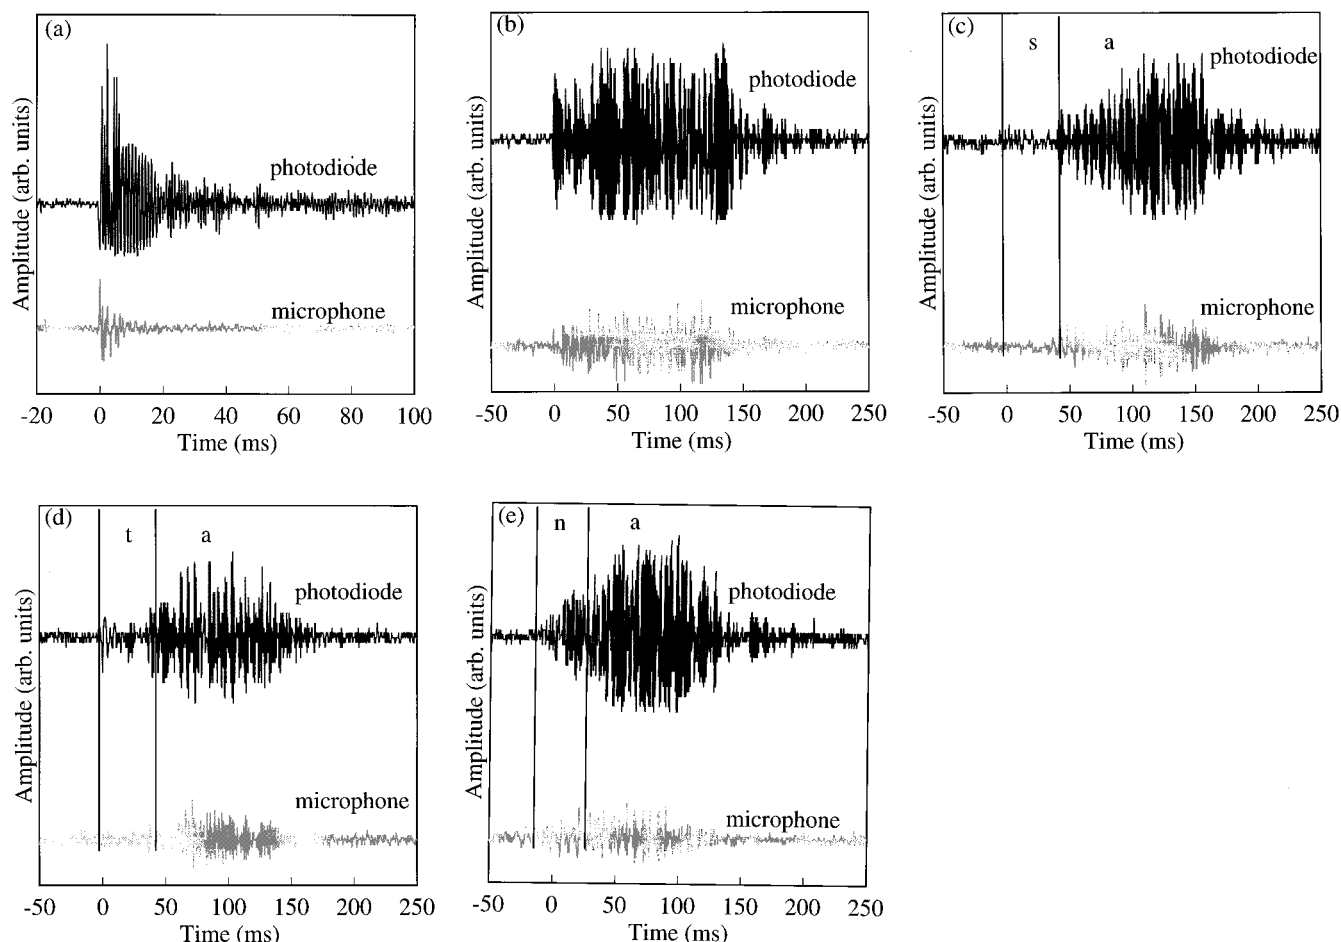 (a)
photodiode
microphone
Amplitude (arb. units)
-20 0 20 40 60 80 100
Time (ms)
(b)
photodiode
microphone
Amplitude (arb. units)
-50 0 50 100 150 200 250
Time (ms)
(c)
s a
photodiode
microphone
Amplitude (arb. units)
-50 0 50 100 150 200 250
Time (ms)
(d)
t a
photodiode
microphone
Amplitude (arb. units)
-50 0 50 100 150 200 250
Time (ms)
(e)
n a
photodiode
microphone
Amplitude (arb. units)
-50 0 50 100 150 200 250
Time (ms)